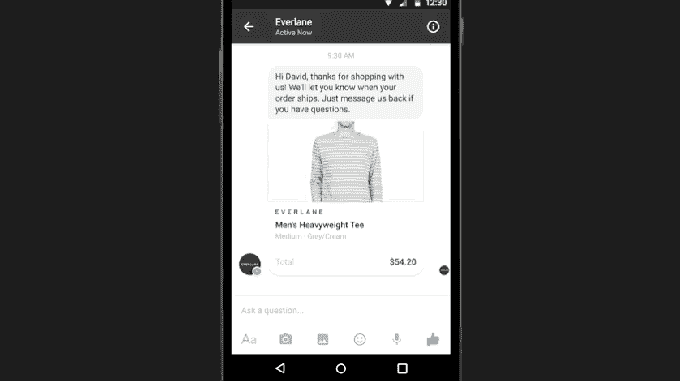 12:30
Everlane
Active Now
5:30 AM
Hi David, thanks for shopping with
us! We'll let you know when your
order ships. Just message us back if
you have questions.
EVERLANE
Men's Heavyweight Tee
Medium · Grey/Cream
Total
$54.20
Ask a question...
Aa